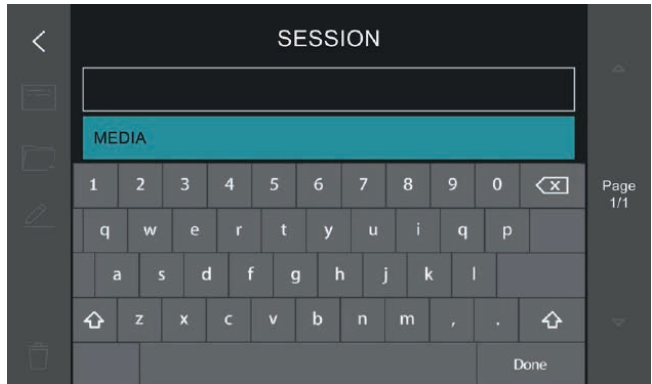 SESSION
MEDIA
1 2 3 4 5 6 7 8 9 0
Page
1/1
q w e r t y u i q p
a s d f g h j k l
z x c v b n m , .
Done